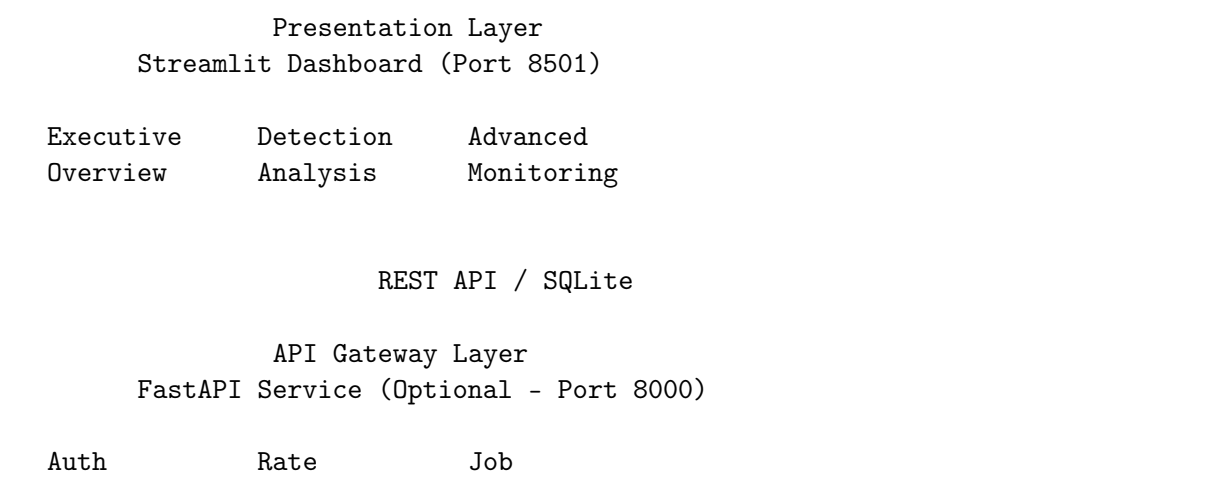 Presentation Layer
Streamlit Dashboard (Port 8501)
Executive Detection Advanced
Overview Analysis Monitoring
REST API / SQLite
API Gateway Layer
FastAPI Service (Optional - Port 8000)
Auth Rate Job